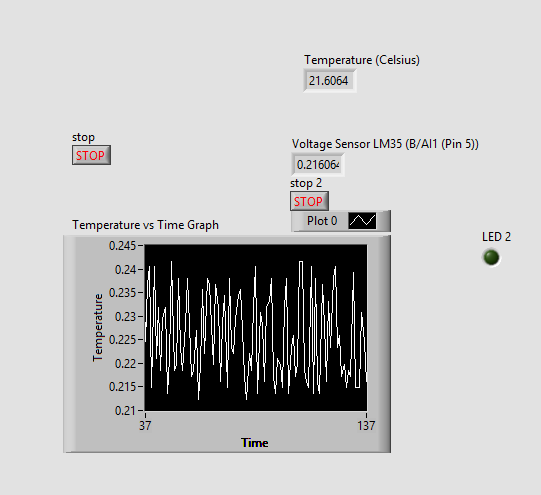 Temperature (Celsius)
21.6064
stop
STOP
Voltage Sensor LM35 (B/AI1 (Pin 5))
0.216064
stop 2
STOP
Plot 0
Temperature vs Time Graph
LED 2
0.245
0.24
0.235
0.23
0.225
0.22
0.215
0.21
Temperature
37
137
Time